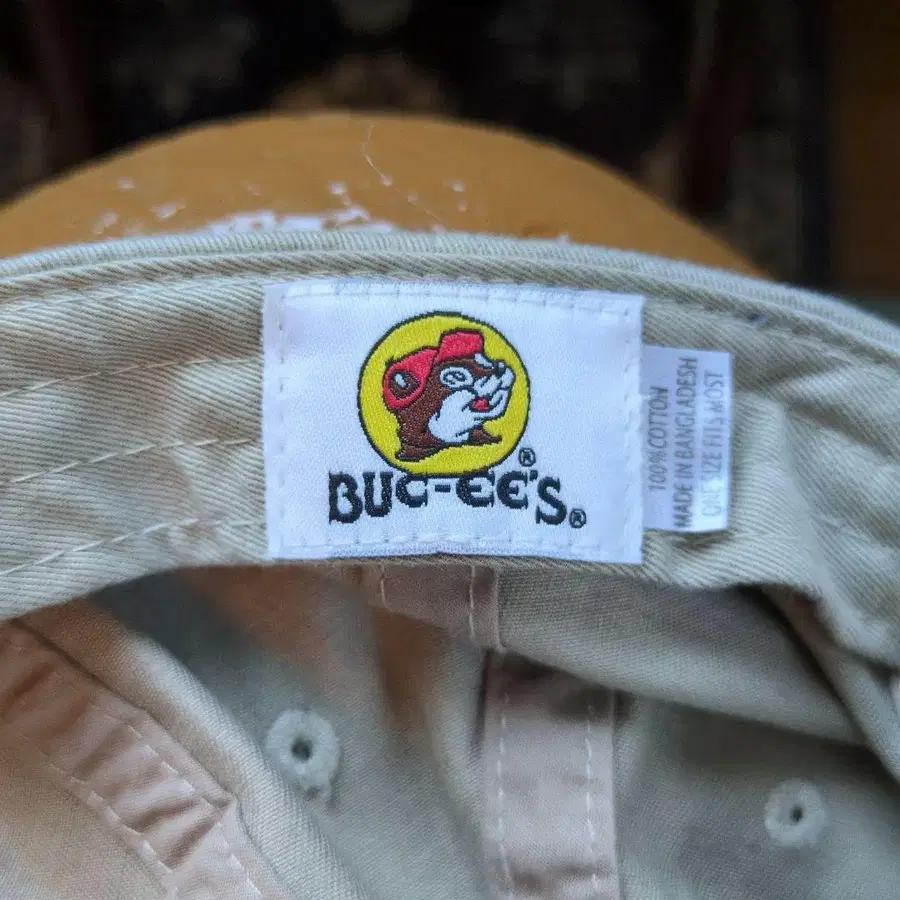 BUC-EE'S®
®
100%COTTON
MADE IN BANGLADESH
ONE SIZE FITS MOST